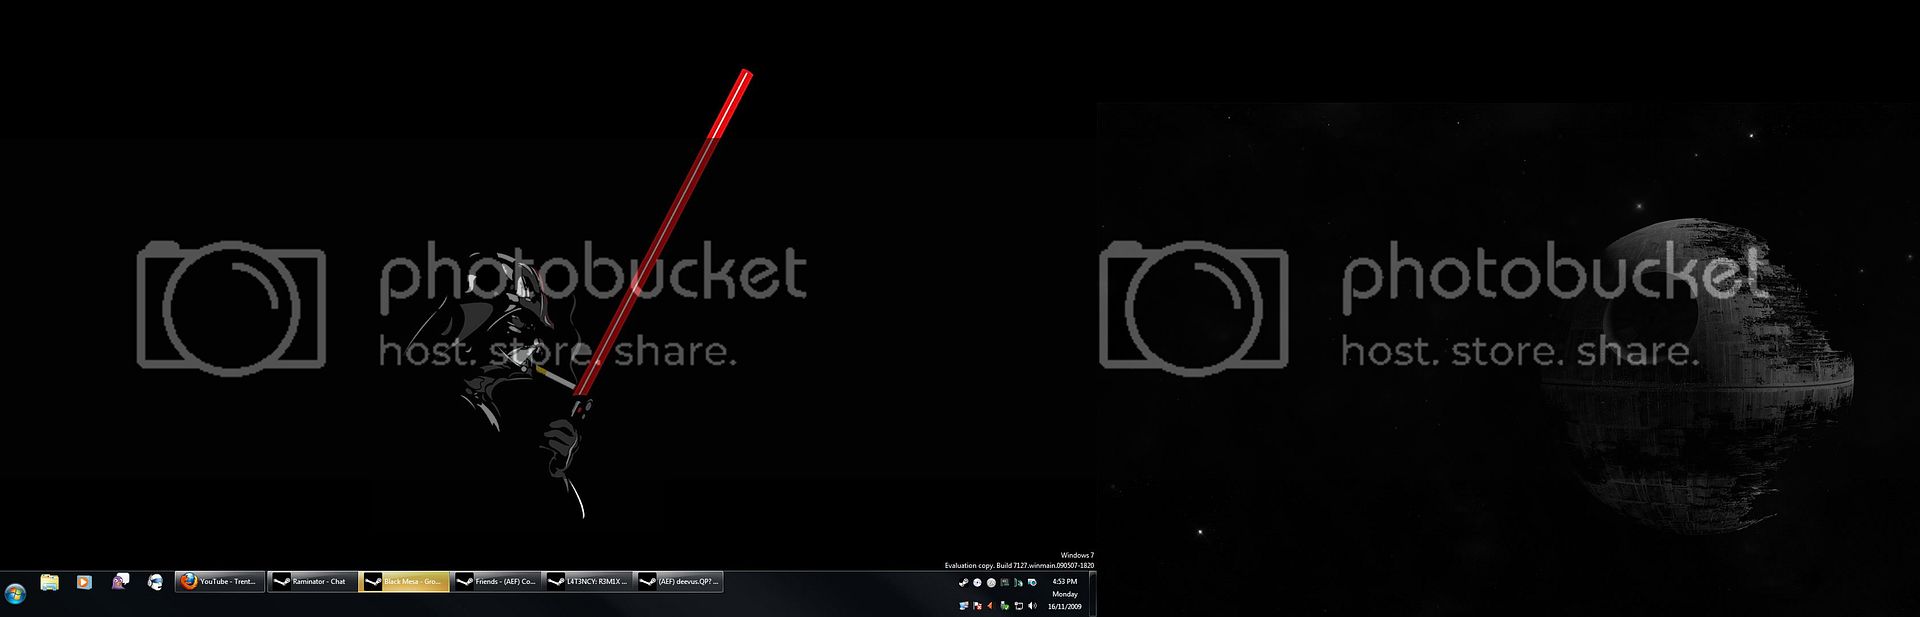 photobucket
host. store. share.
photobucket
host. store. share.
Windows 7
Evaluation copy. Build 7127.winmain.090507-1820
YouTube - Trent...
Raminator - Chat
Black Mesa - Gro...
Friends - (AEF) Co...
L4T3NCY: R3M1X ...
(AEF) deevus.QP? ...
4:53 PM
Monday
16/11/2009